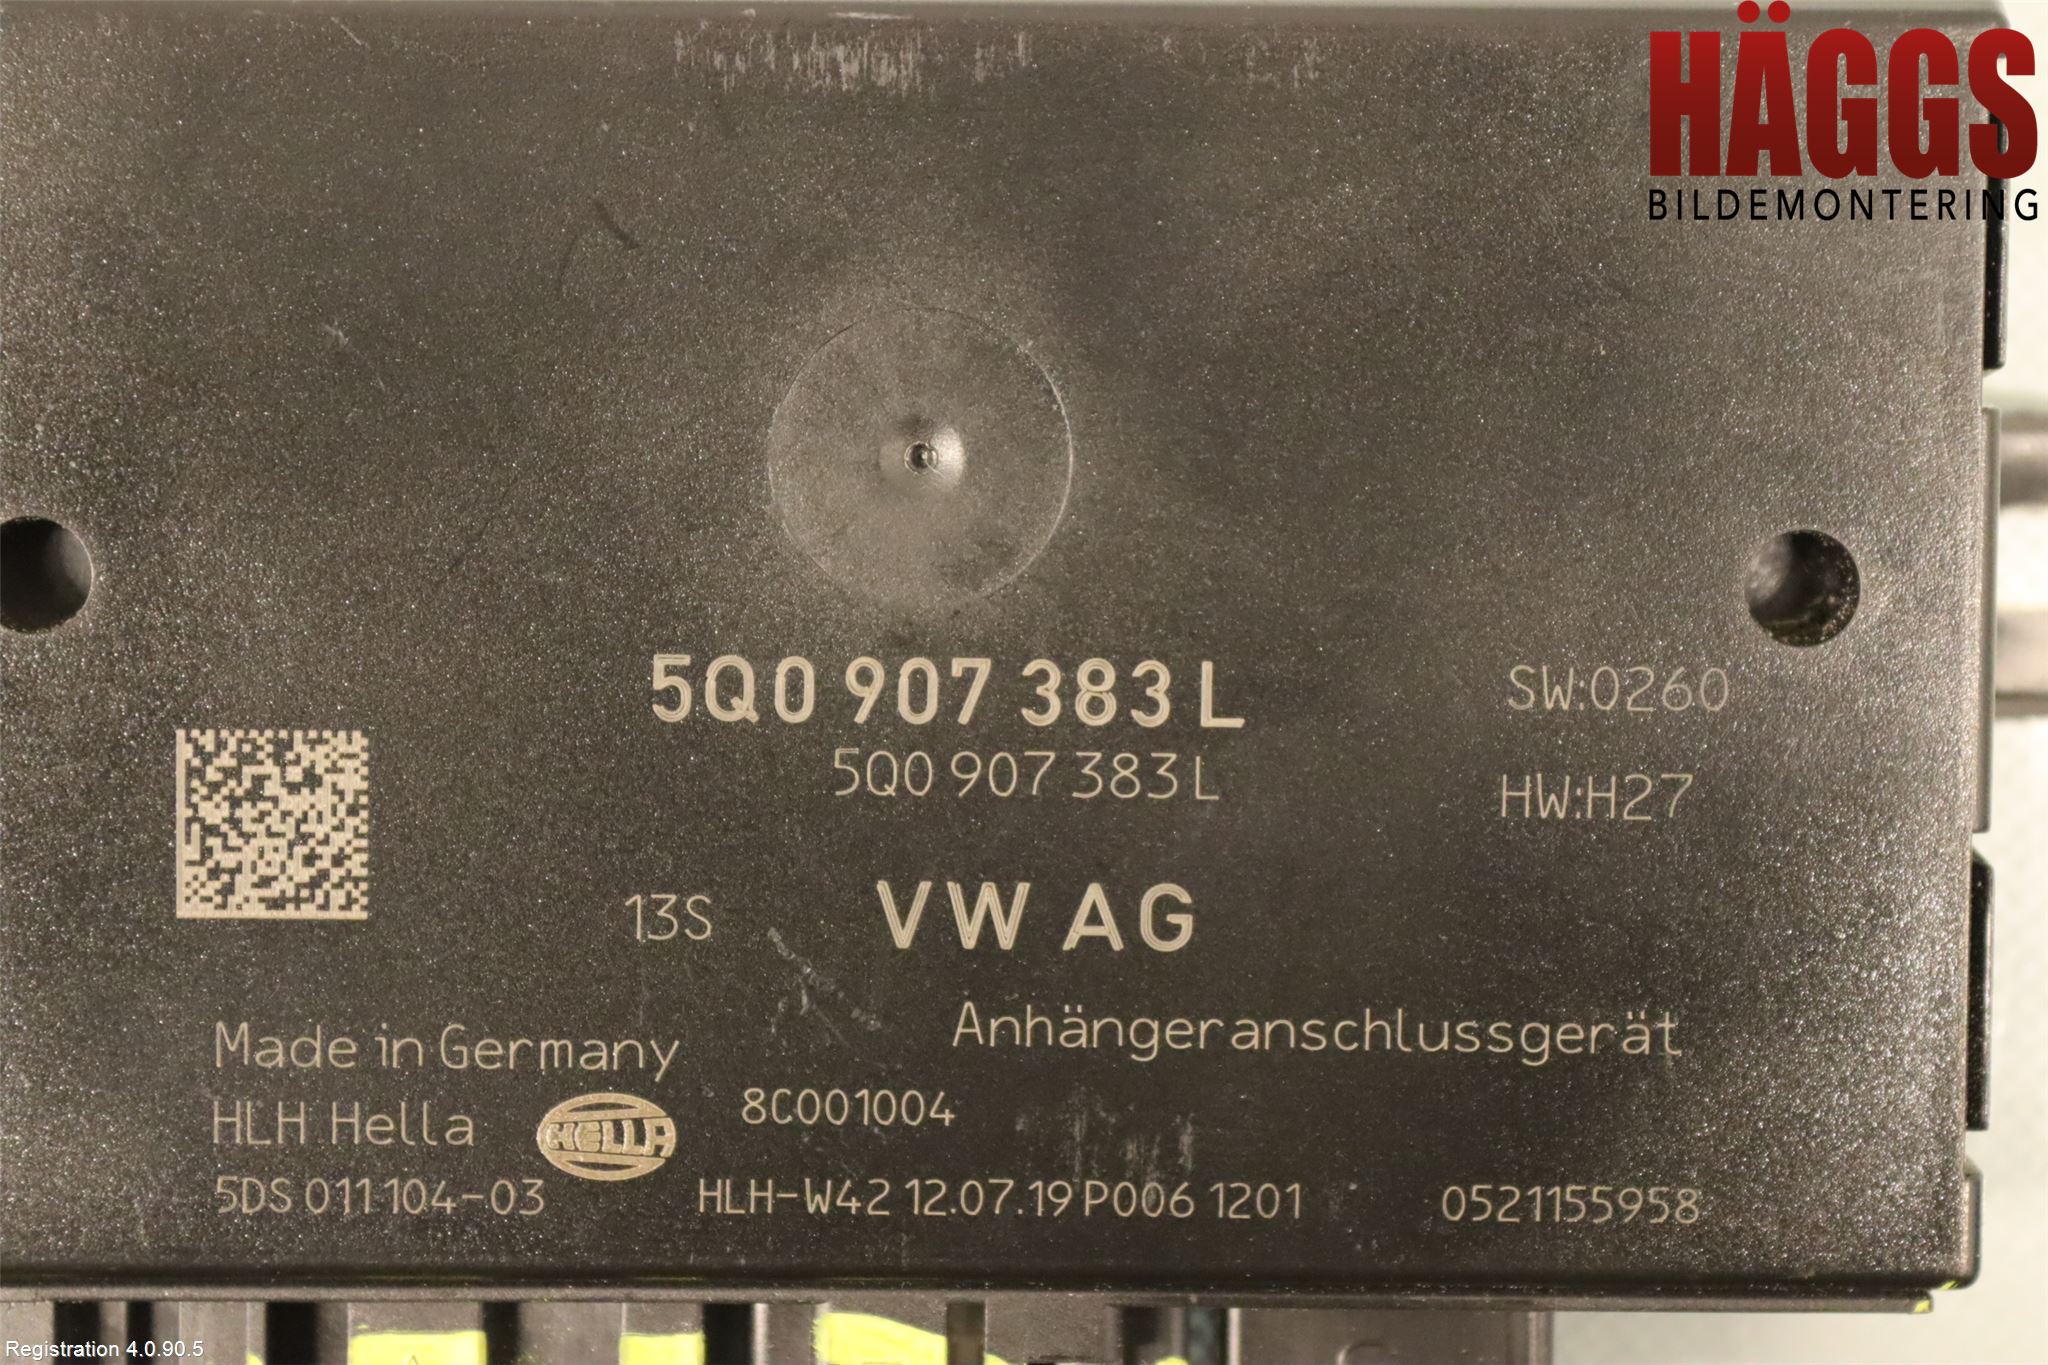 HÄGGS
BILDEMONTERING
5Q0 907 383 L
SW:0260
5Q0 907 383 L
HW:H27
13S
VW AG
Anhängeranschlussgerät
Made in Germany
HLH Hella
HELLA
8C001004
5DS 011 104-03
HLH-W42 12.07.19 P006 1201
0521155958
Registration 4.0.90.5